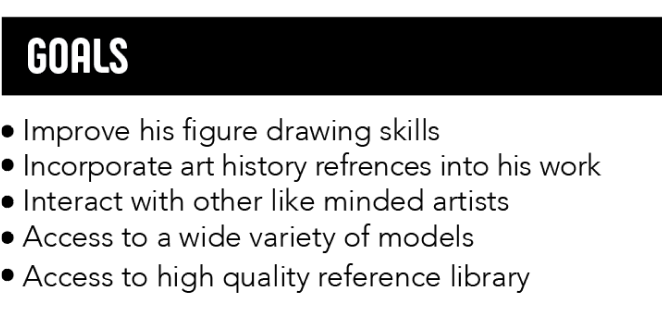 GOALS
• Improve his figure drawing skills
• Incorporate art history refrences into his work
• Interact with other like minded artists
• Access to a wide variety of models
• Access to high quality reference library